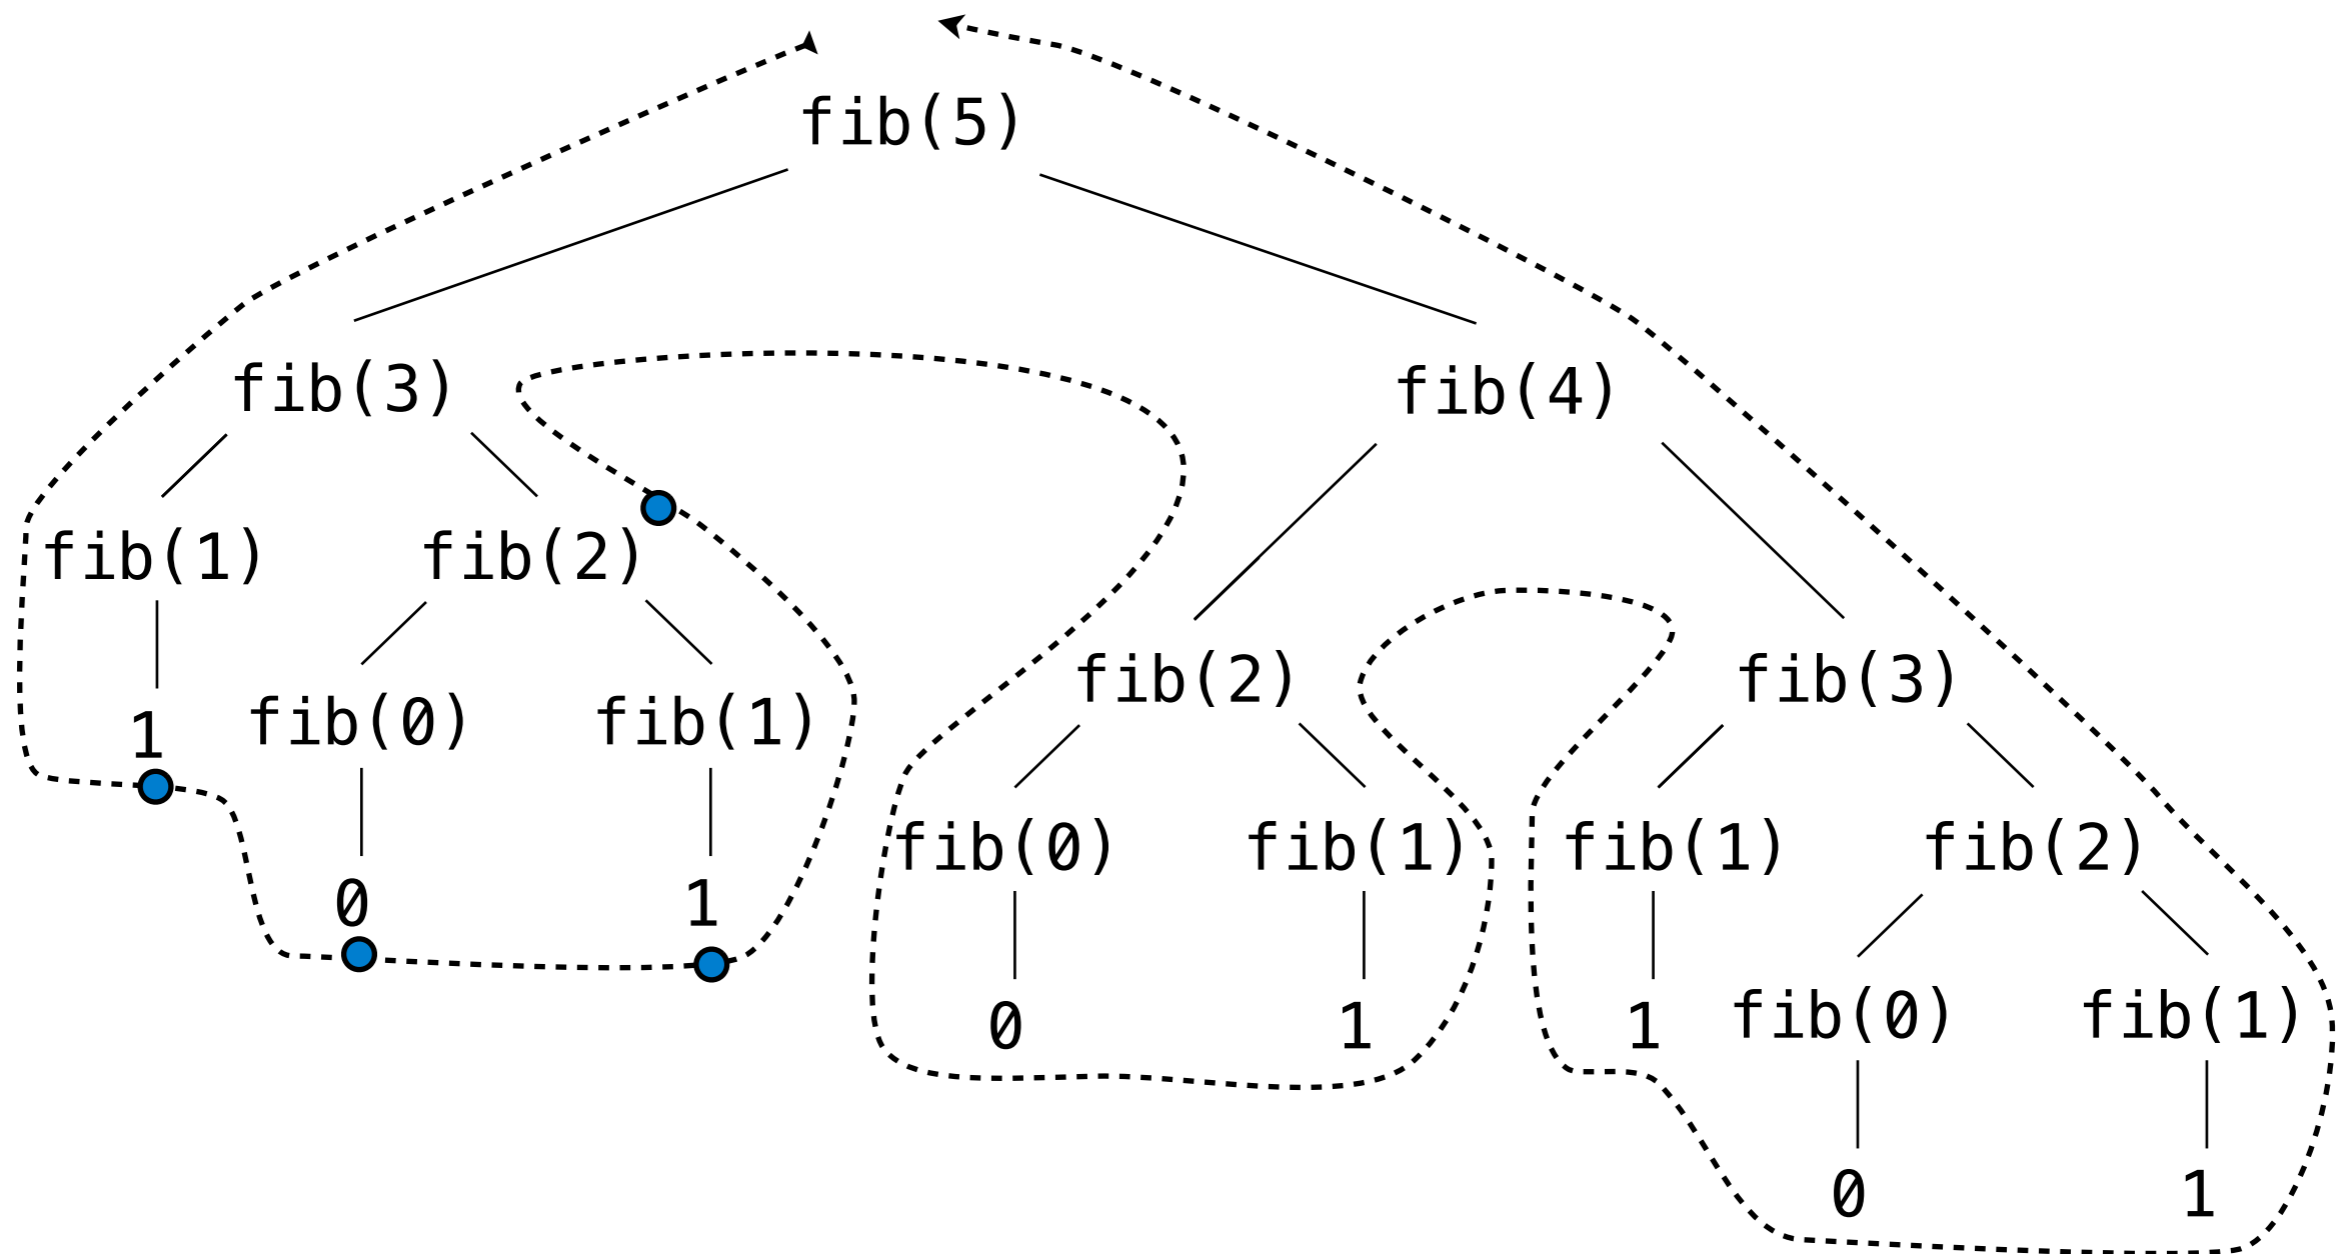 fib(5)
fib(3) fib(4)
fib(1) fib(2)
fib(2) fib(3)
1 fib(0) fib(1)
fib(0) fib(1) fib(1) fib(2)
0 1
0 1 1 fib(0) fib(1)
0 1